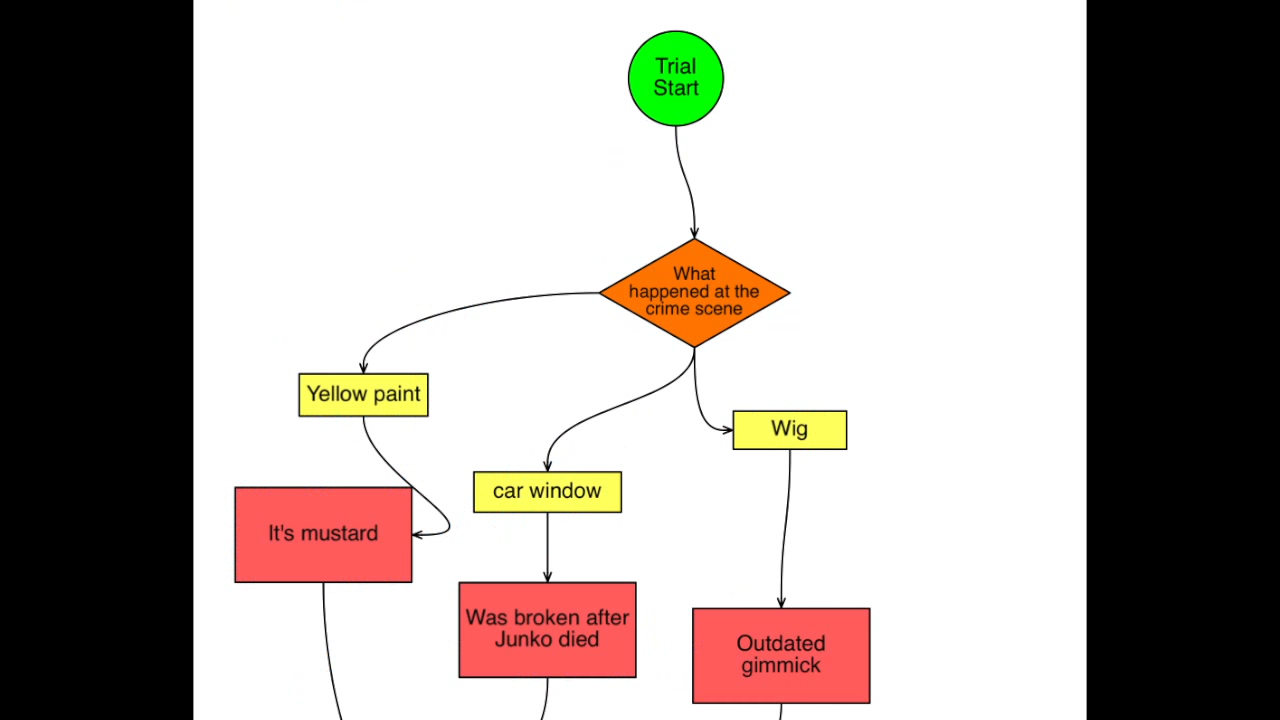 Trial
Start
What
happened at the
crime scene
Yellow paint
Wig
car window
It's mustard
Was broken after
Junko died
Outdated
gimmick